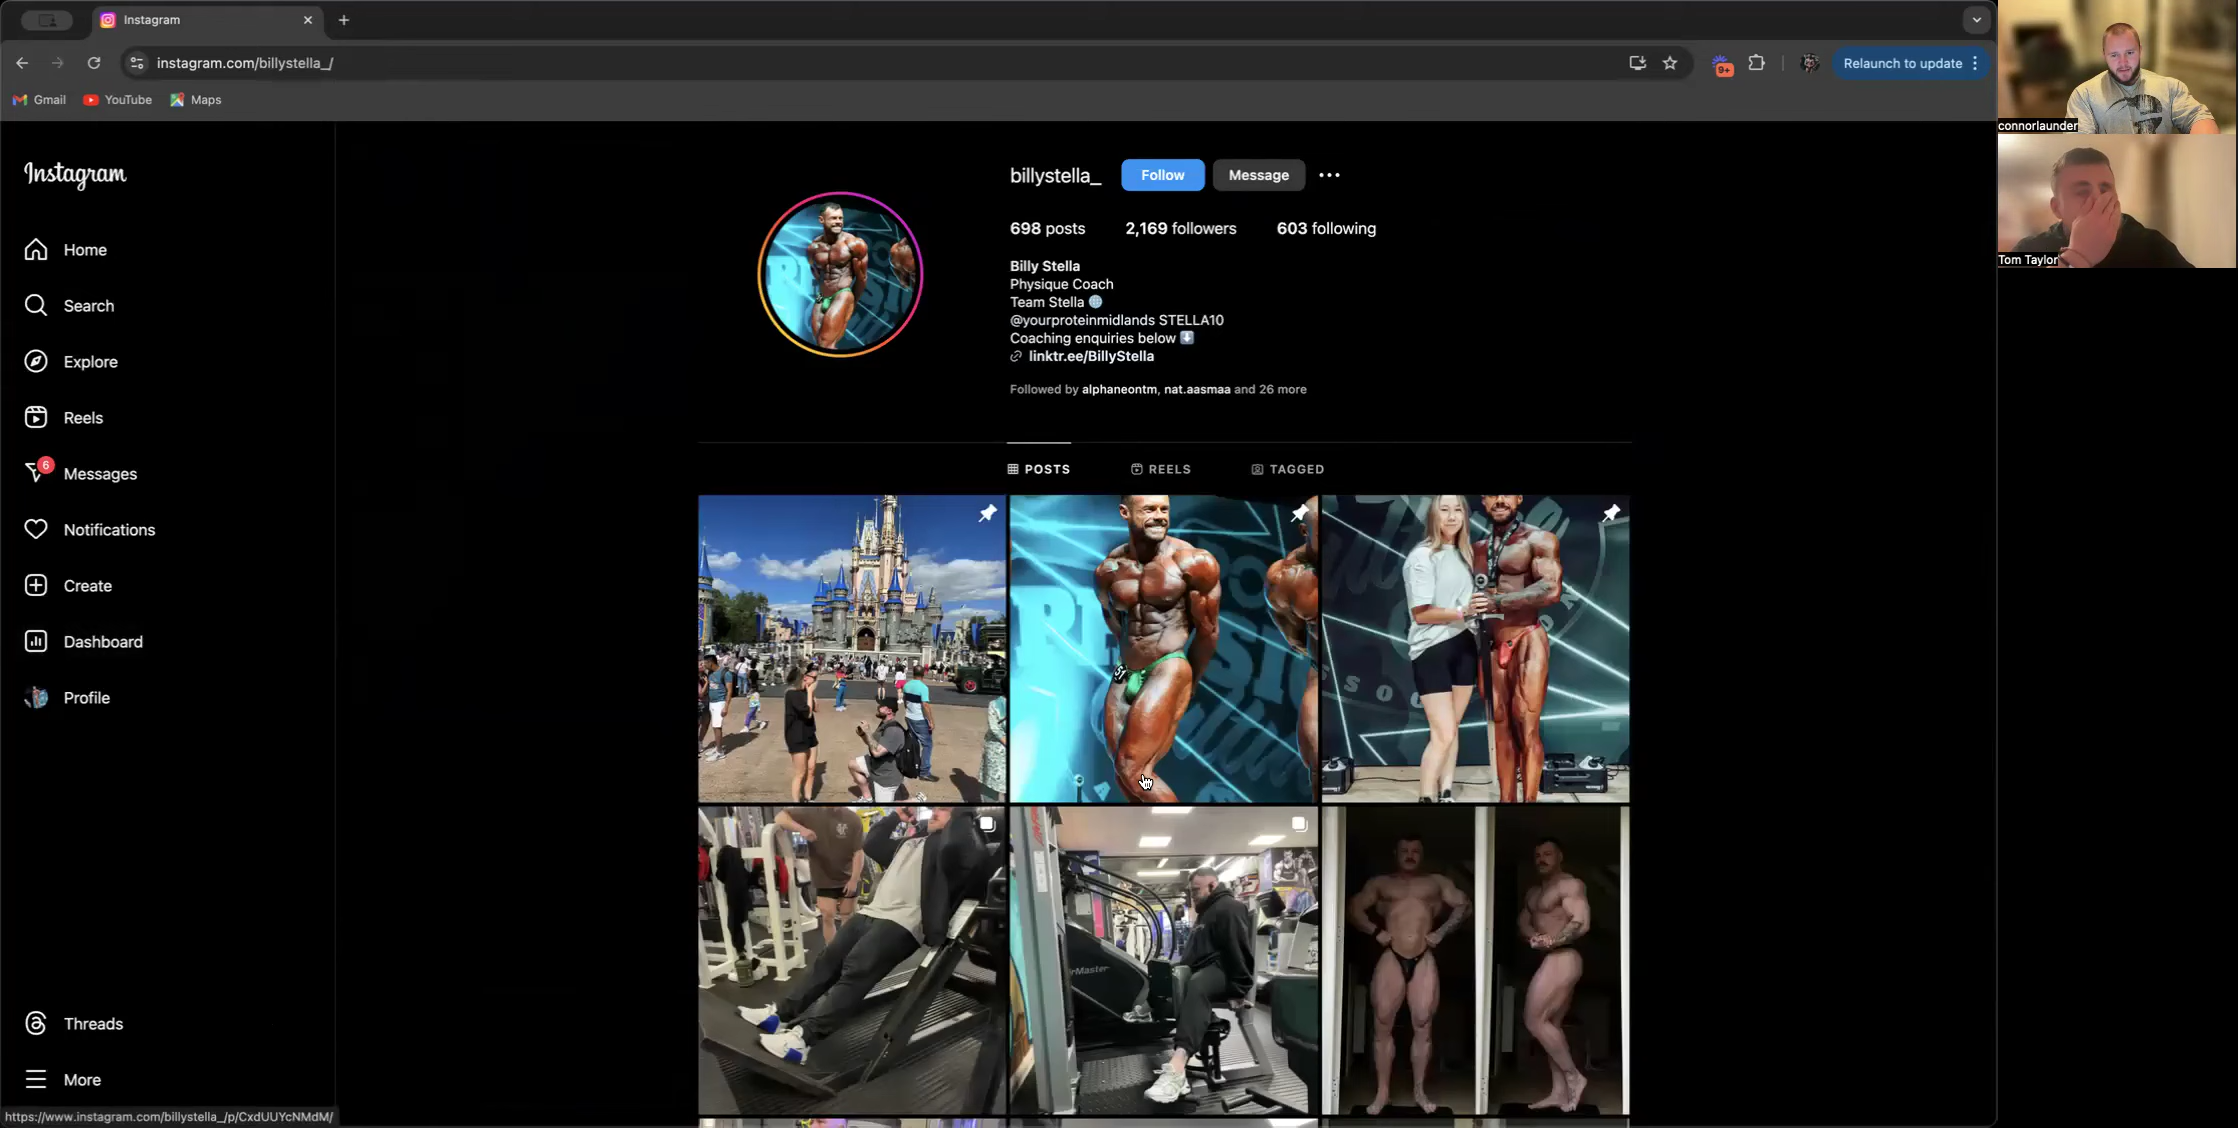 Instagram
instagram.com/billystella_/
9+
Relaunch to update
Gmail
YouTube
Maps
connorlaunder
Tom Taylor
Instagram
Home
Search
Explore
Reels
6
Messages
Notifications
Create
Dashboard
Profile
Threads
More
billystella_
Follow
Message
698 posts
2,169 followers
603 following
Billy Stella
Physique Coach
Team Stella
@yourproteinmidlands STELLA10
Coaching enquiries below
linktr.ee/BillyStella
Followed by alphaneontm, nat.aasmaa and 26 more
POSTS
REELS
TAGGED
https://www.instagram.com/billystella_/p/CxdUUYcNMdM/